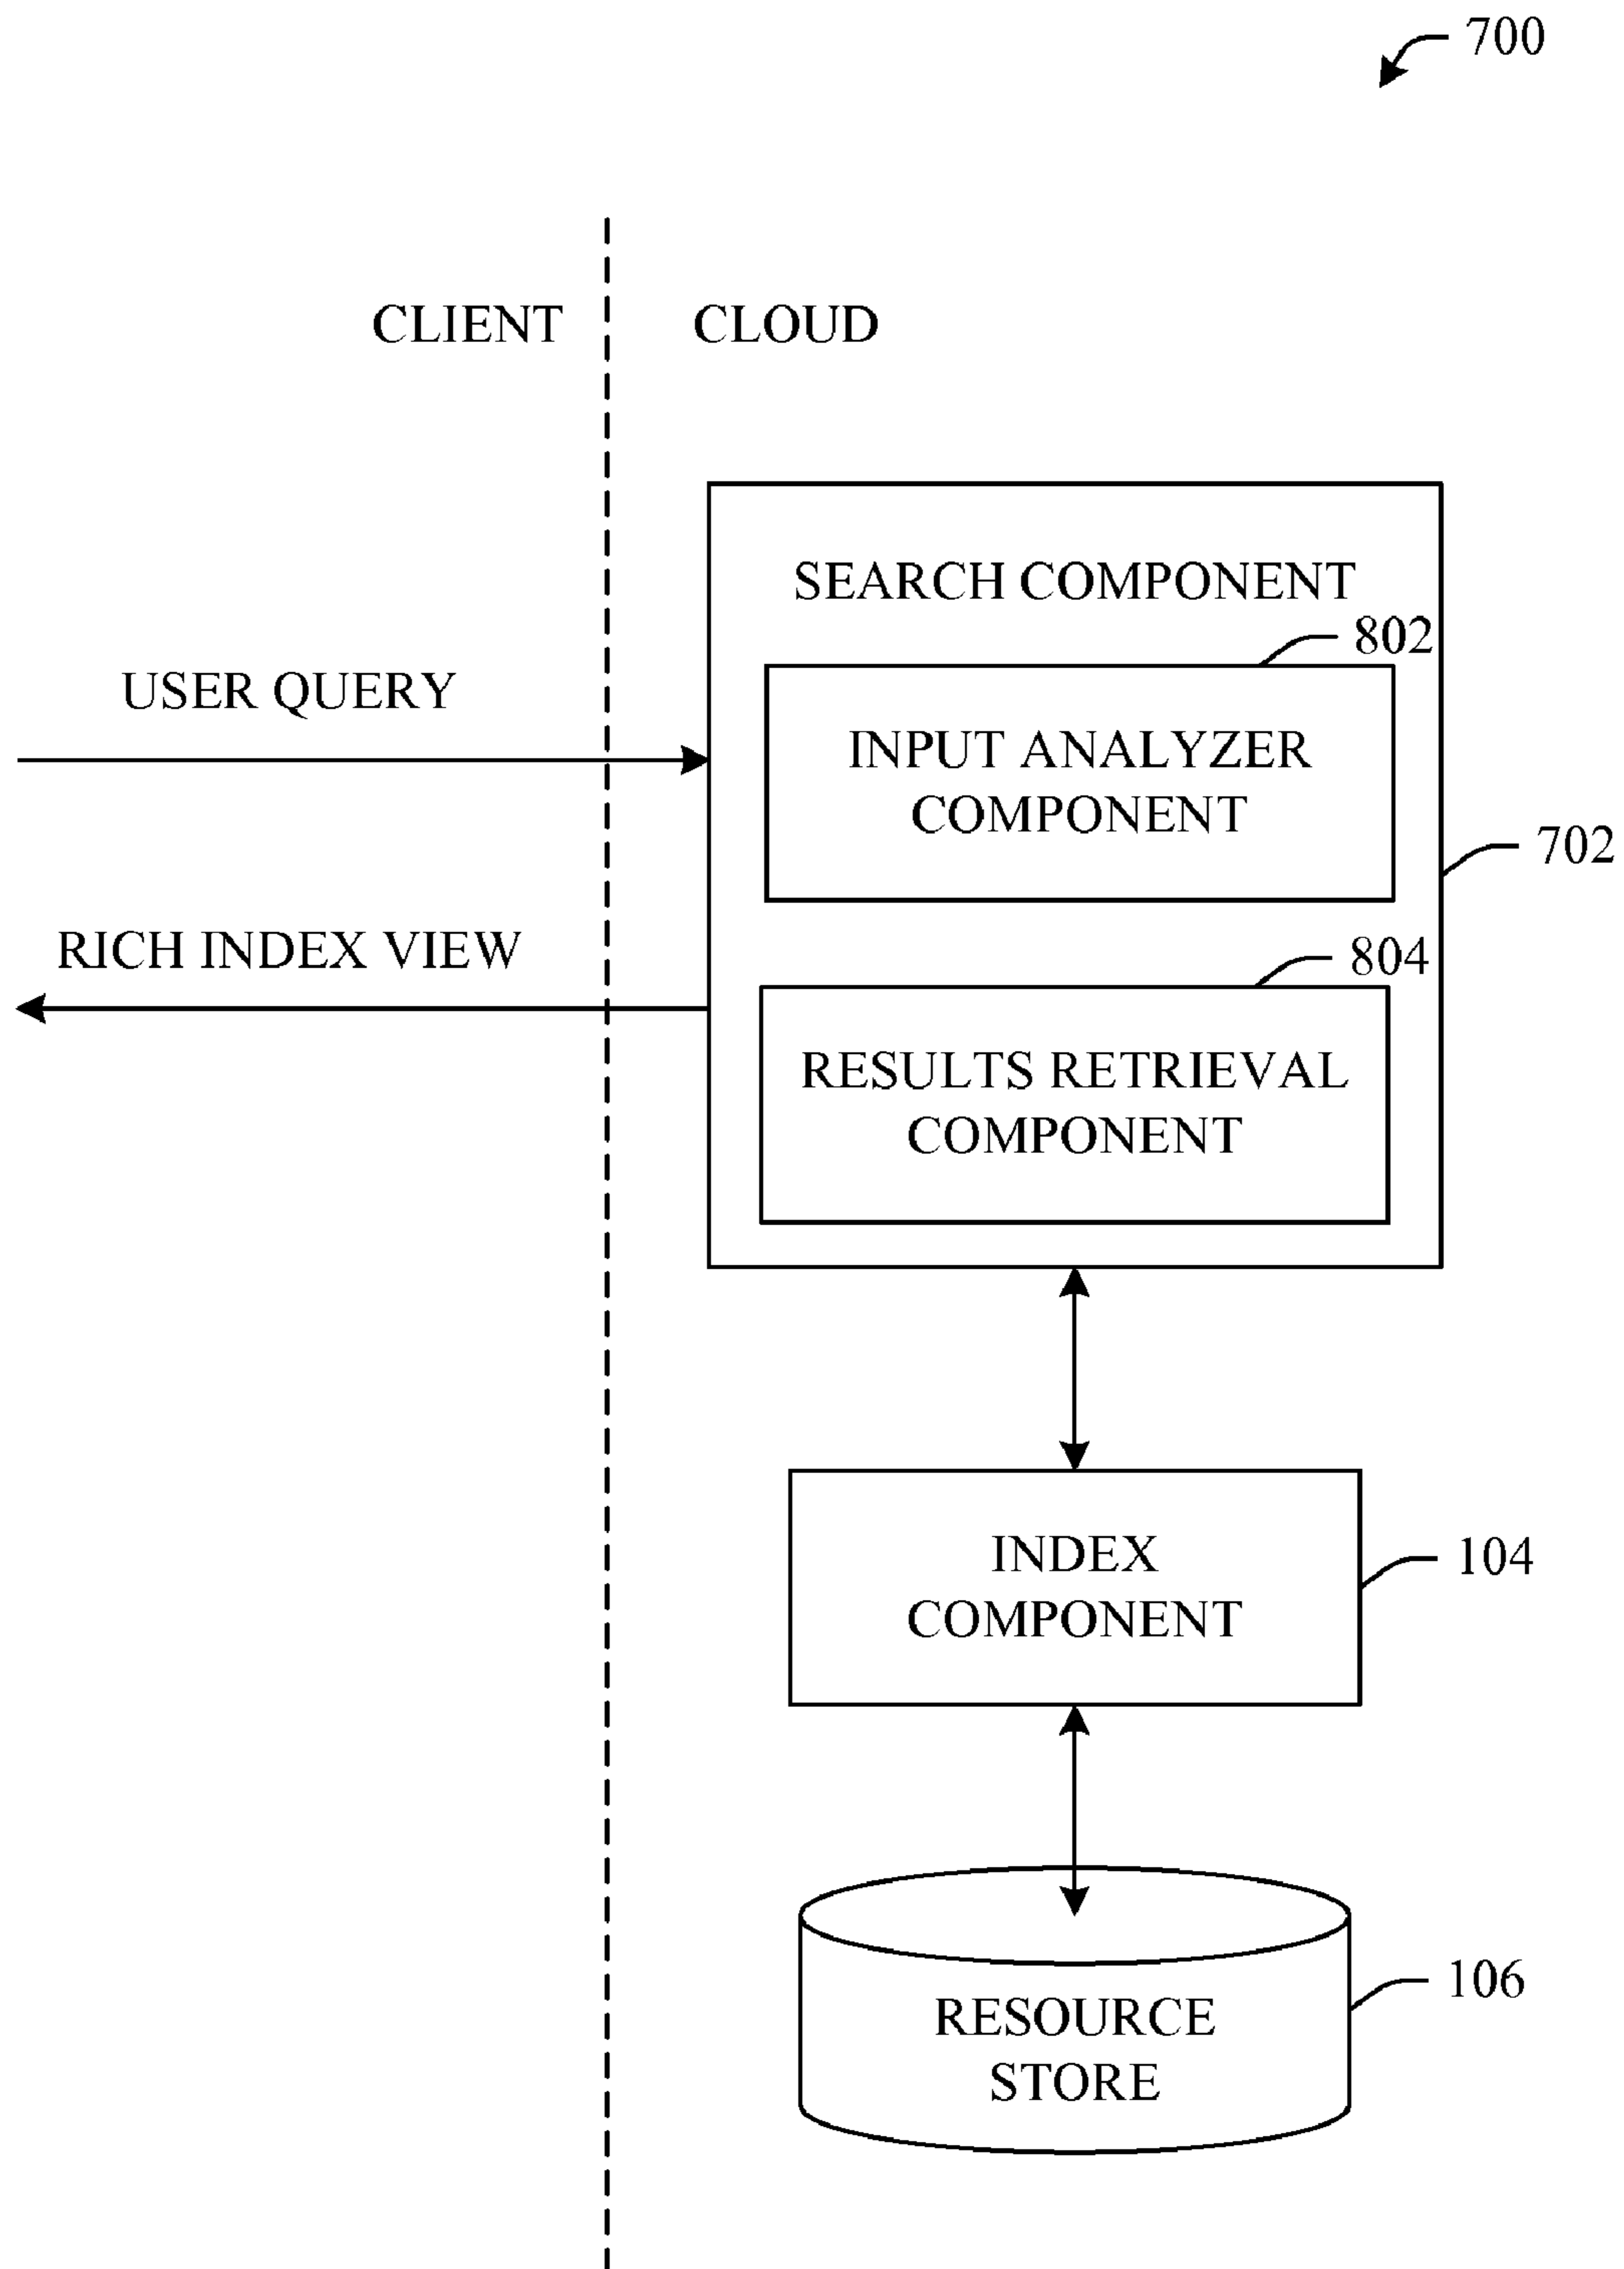 700
CLIENT
CLOUD
SEARCH COMPONENT
802
INPUT ANALYZER
COMPONENT
USER QUERY
702
RICH INDEX VIEW
804
RESULTS RETRIEVAL
COMPONENT
INDEX
COMPONENT
104
RESOURCE
STORE
106